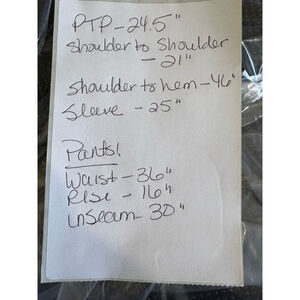 PTP - 24.5"
Shoulder to Shoulder
- 21"
Shoulder to hem - 46"
Sleeve - 25"
Pants!
Waist - 36"
Rise - 16"
inseam - 30"